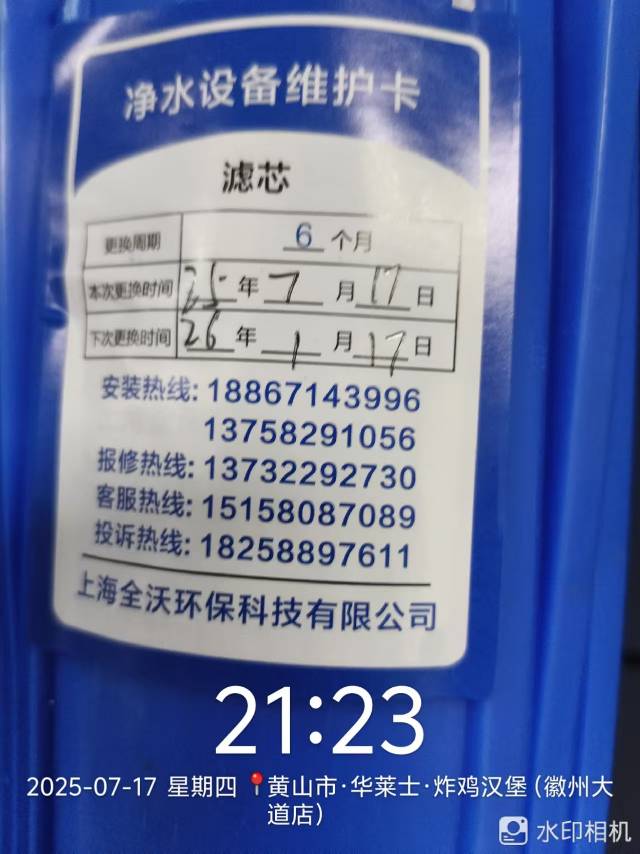 净水设备维护卡
滤芯
更换周期 6 个月
本次更换时间 25 年 7 月 17 日
下次更换时间 26 年 1 月 17 日
安装热线: 18867143996
13758291056
报修热线: 13732292730
客服热线: 15158087089
投诉热线: 18258897611
上海全沃环保科技有限公司
21:23
2025-07-17 星期四 📍黄山市·华莱士·炸鸡汉堡（徽州大
道店）
水印相机